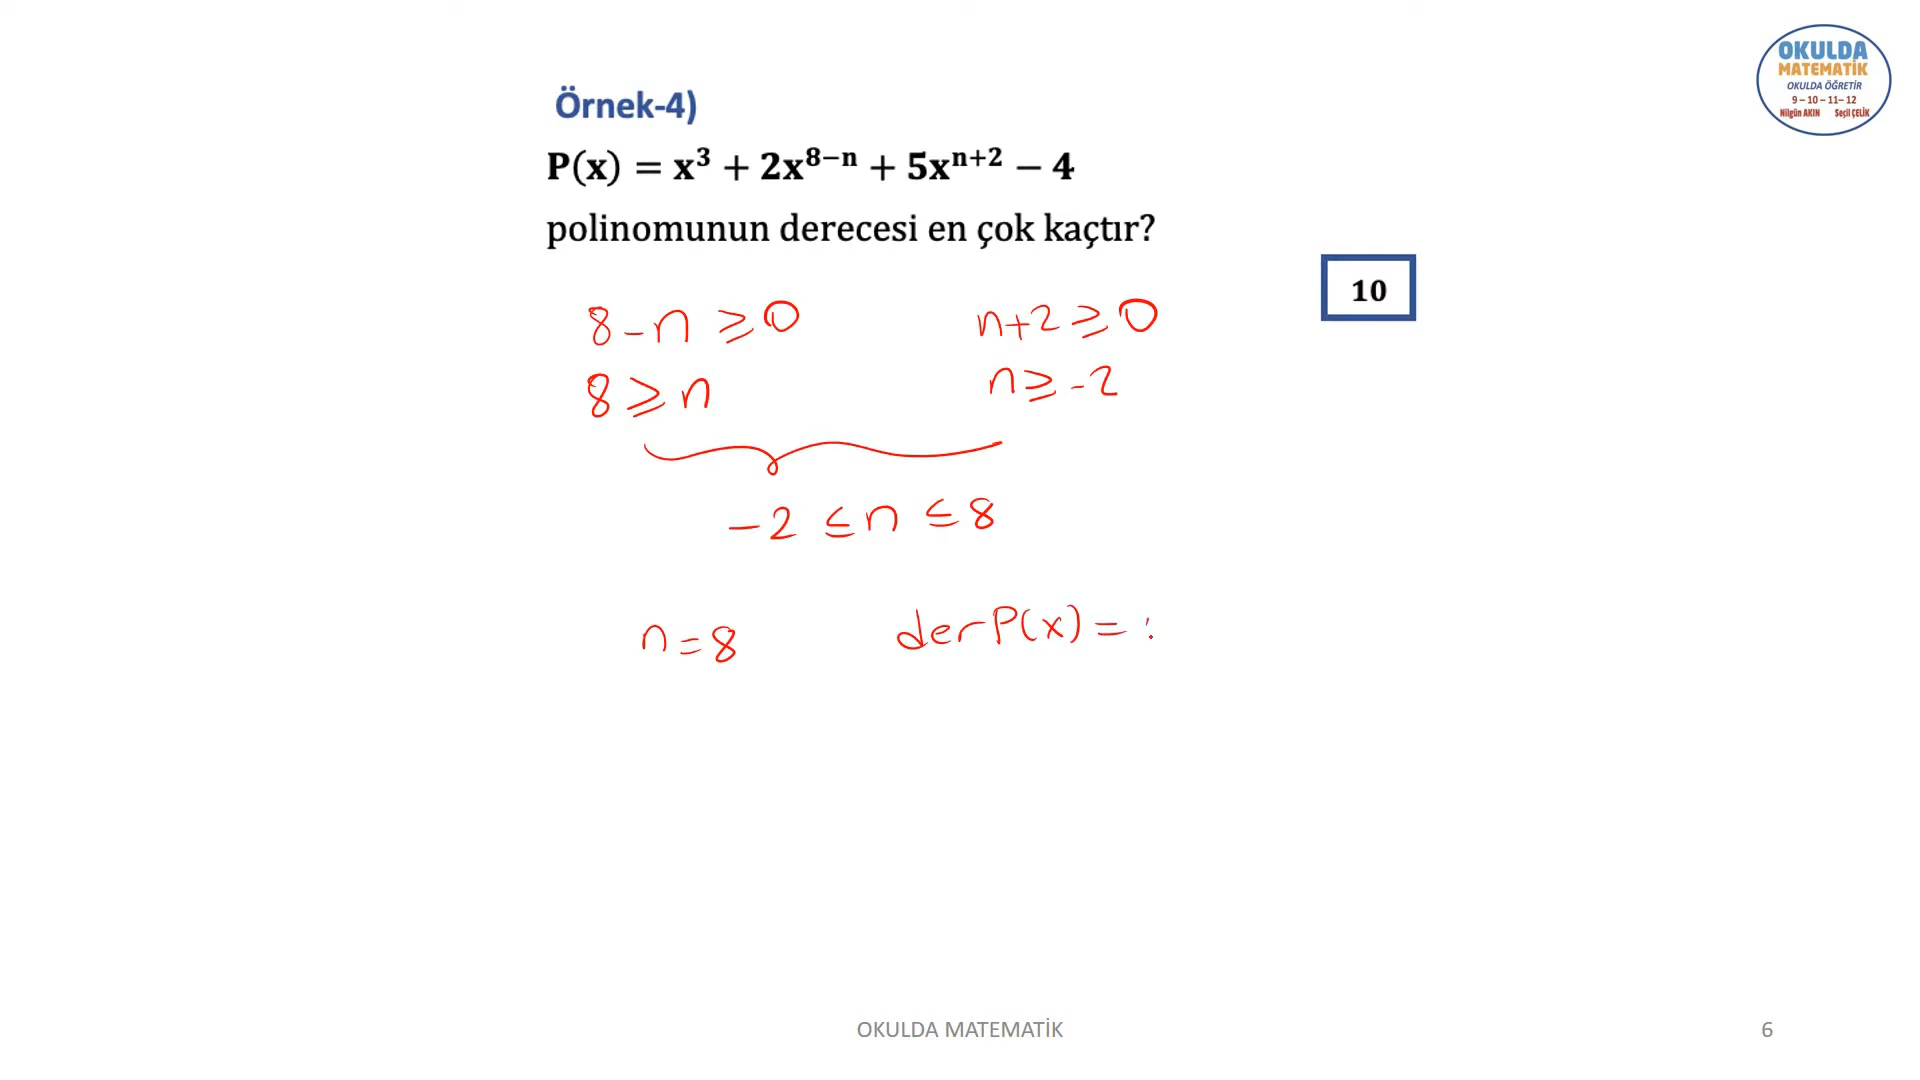 OKULDA
MATEMATİK
OKULDA ÖĞRETİR
9 – 10 – 11– 12
Nilgün AKIN Seçil ÇELİK
Örnek-4)
P(x) = x³ + 2x⁸⁻ⁿ + 5xⁿ⁺² − 4
polinomunun derecesi en çok kaçtır?
10
8-n ≥ 0 n+2 ≥ 0
8 ≥ n n ≥ -2
-2 ≤ n ≤ 8
n = 8 der P(x) =
OKULDA MATEMATİK 6